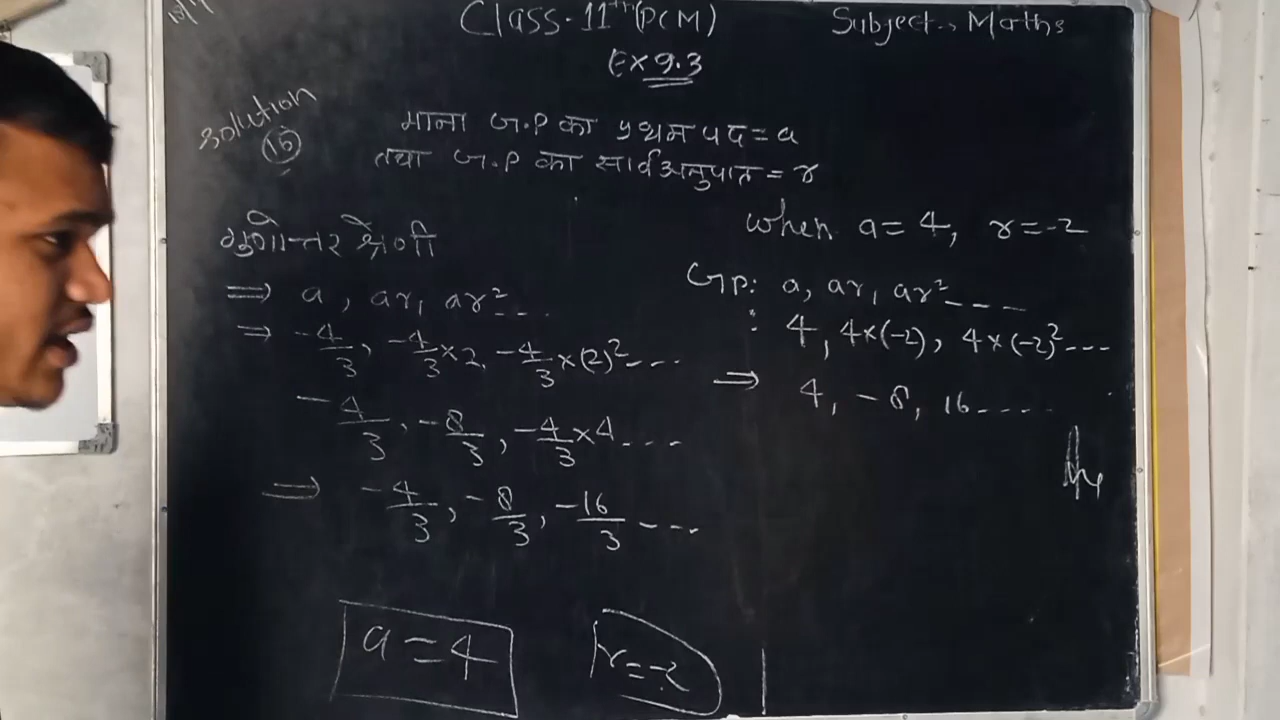 Class-11th (PCM)
Subject-, Maths
Ex 9.3
Solution
माना G.P का प्रथम पद = a
तथा G.P का सार्वअनुपात = r
गुणोत्तर श्रेणी
⇒ a, ar, ar²...
⇒ -4/3, -4/3×2, -4/3×(2)²---
-4/3, -8/3, -4/3×4----
⇒ -4/3, -8/3, -16/3 ---
when a=4, r=-2
GP: a, ar, ar²----
: 4, 4×(-2), 4×(-2)²---
⇒ 4, -8, 16-----
a=4
r=-2